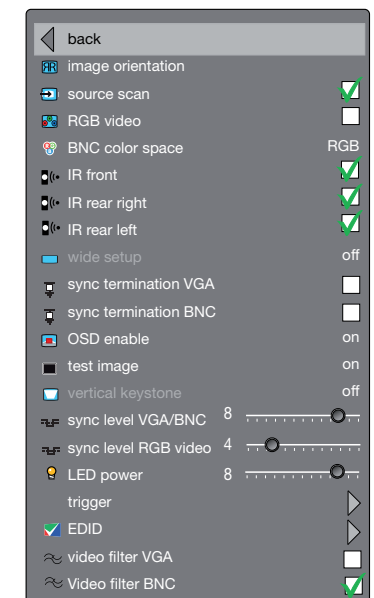 back
image orientation
source scan
RGB video
BNC color space RGB
IR front
IR rear right
IR rear left
wide setup off
sync termination VGA
sync termination BNC
OSD enable on
test image on
vertical keystone off
sync level VGA/BNC 8
sync level RGB video 4
LED power 8
trigger
EDID
video filter VGA
Video filter BNC